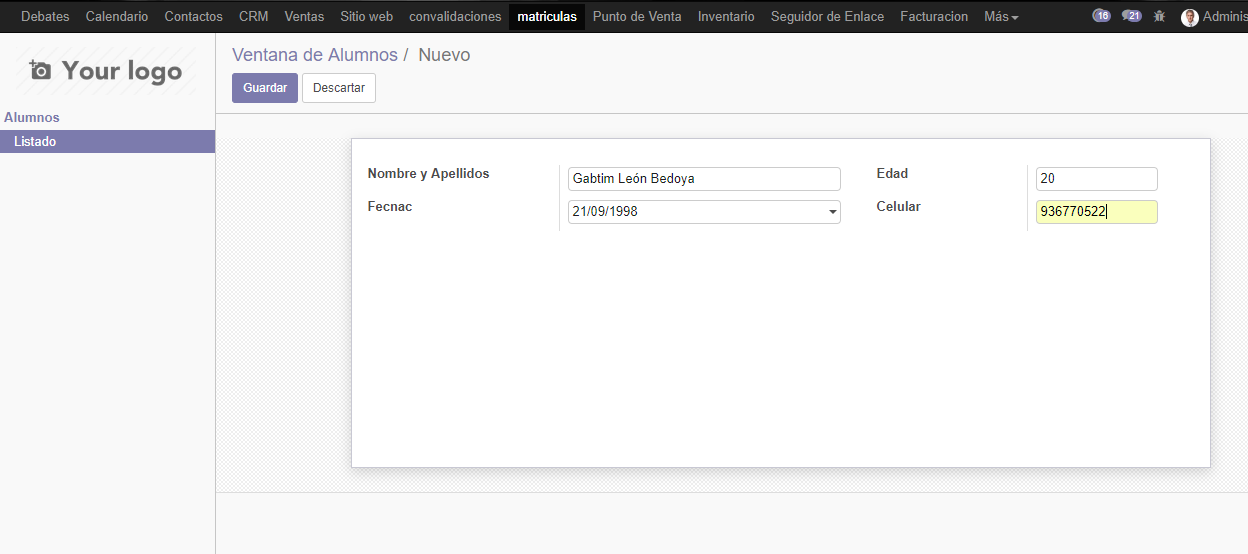 Debates Calendario Contactos CRM Ventas Sitio web convalidaciones matriculas Punto de Venta Inventario Seguidor de Enlace Facturacion Más 16 21 Adminis
Your logo
Ventana de Alumnos / Nuevo
Guardar Descartar
Alumnos
Listado
Nombre y Apellidos Gabtim León Bedoya Edad 20
Fecnac 21/09/1998 Celular 936770522